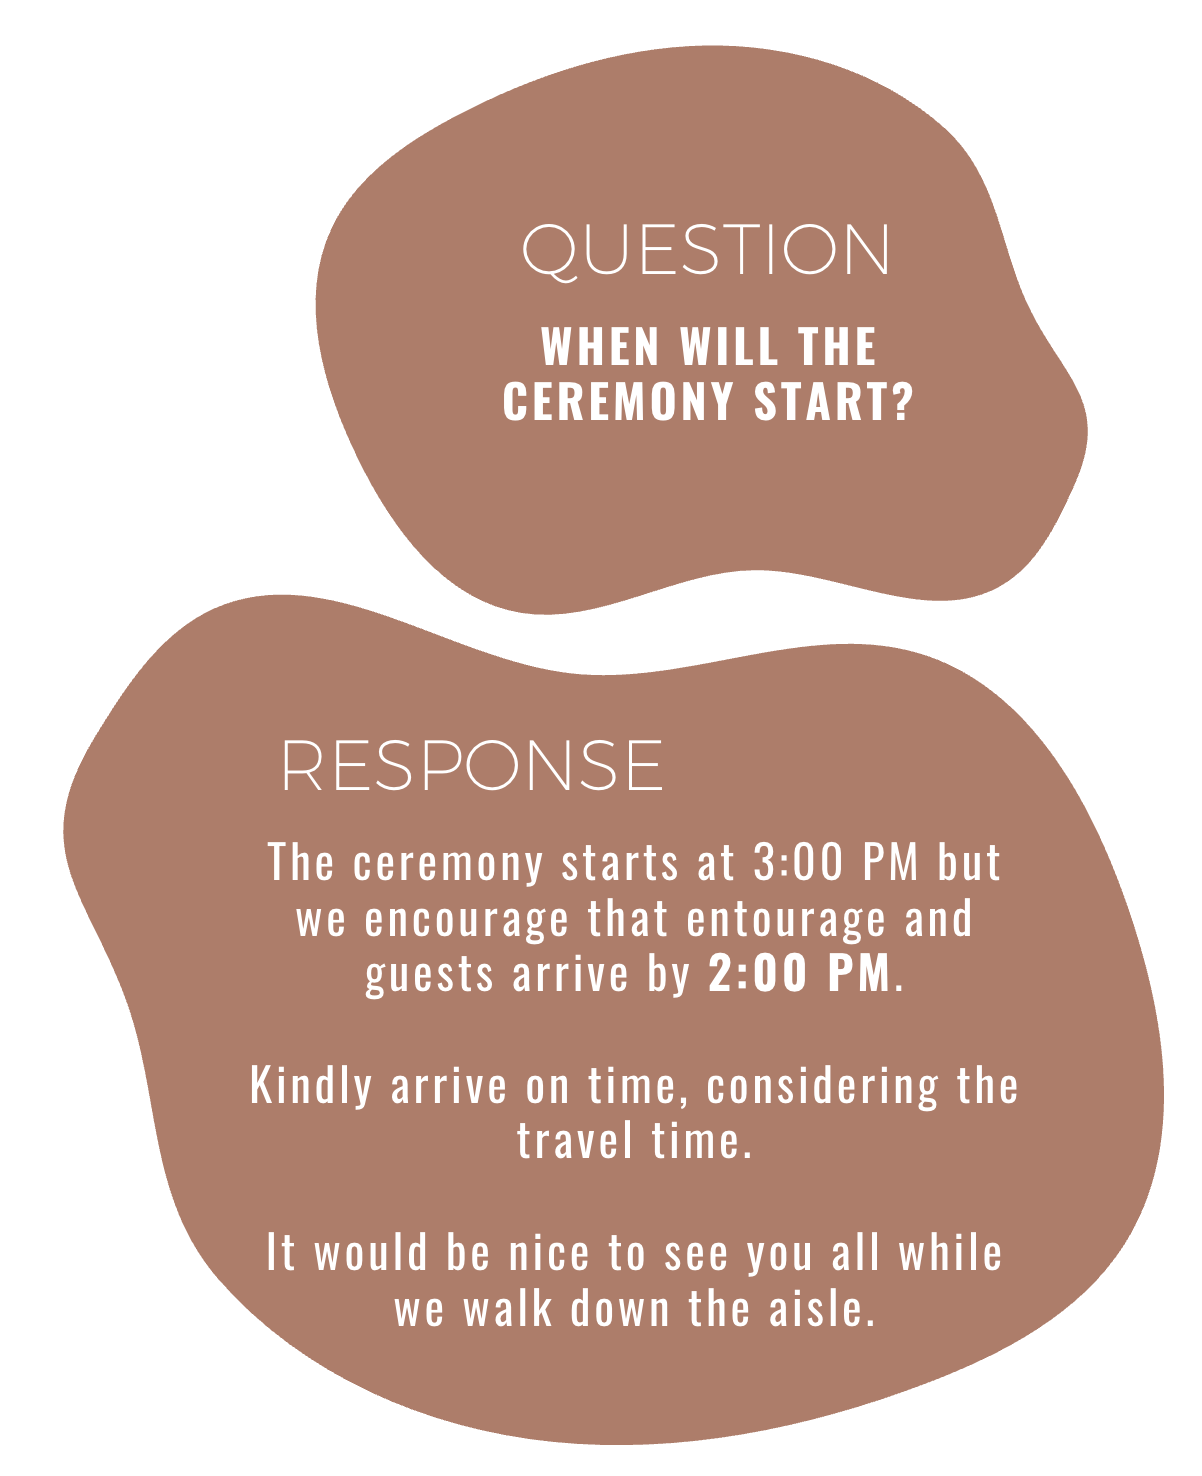 QUESTION
WHEN WILL THE
CEREMONY START?
RESPONSE
The ceremony starts at 3:00 PM but
we encourage that entourage and
guests arrive by 2:00 PM.
Kindly arrive on time, considering the
travel time.
It would be nice to see you all while
we walk down the aisle.